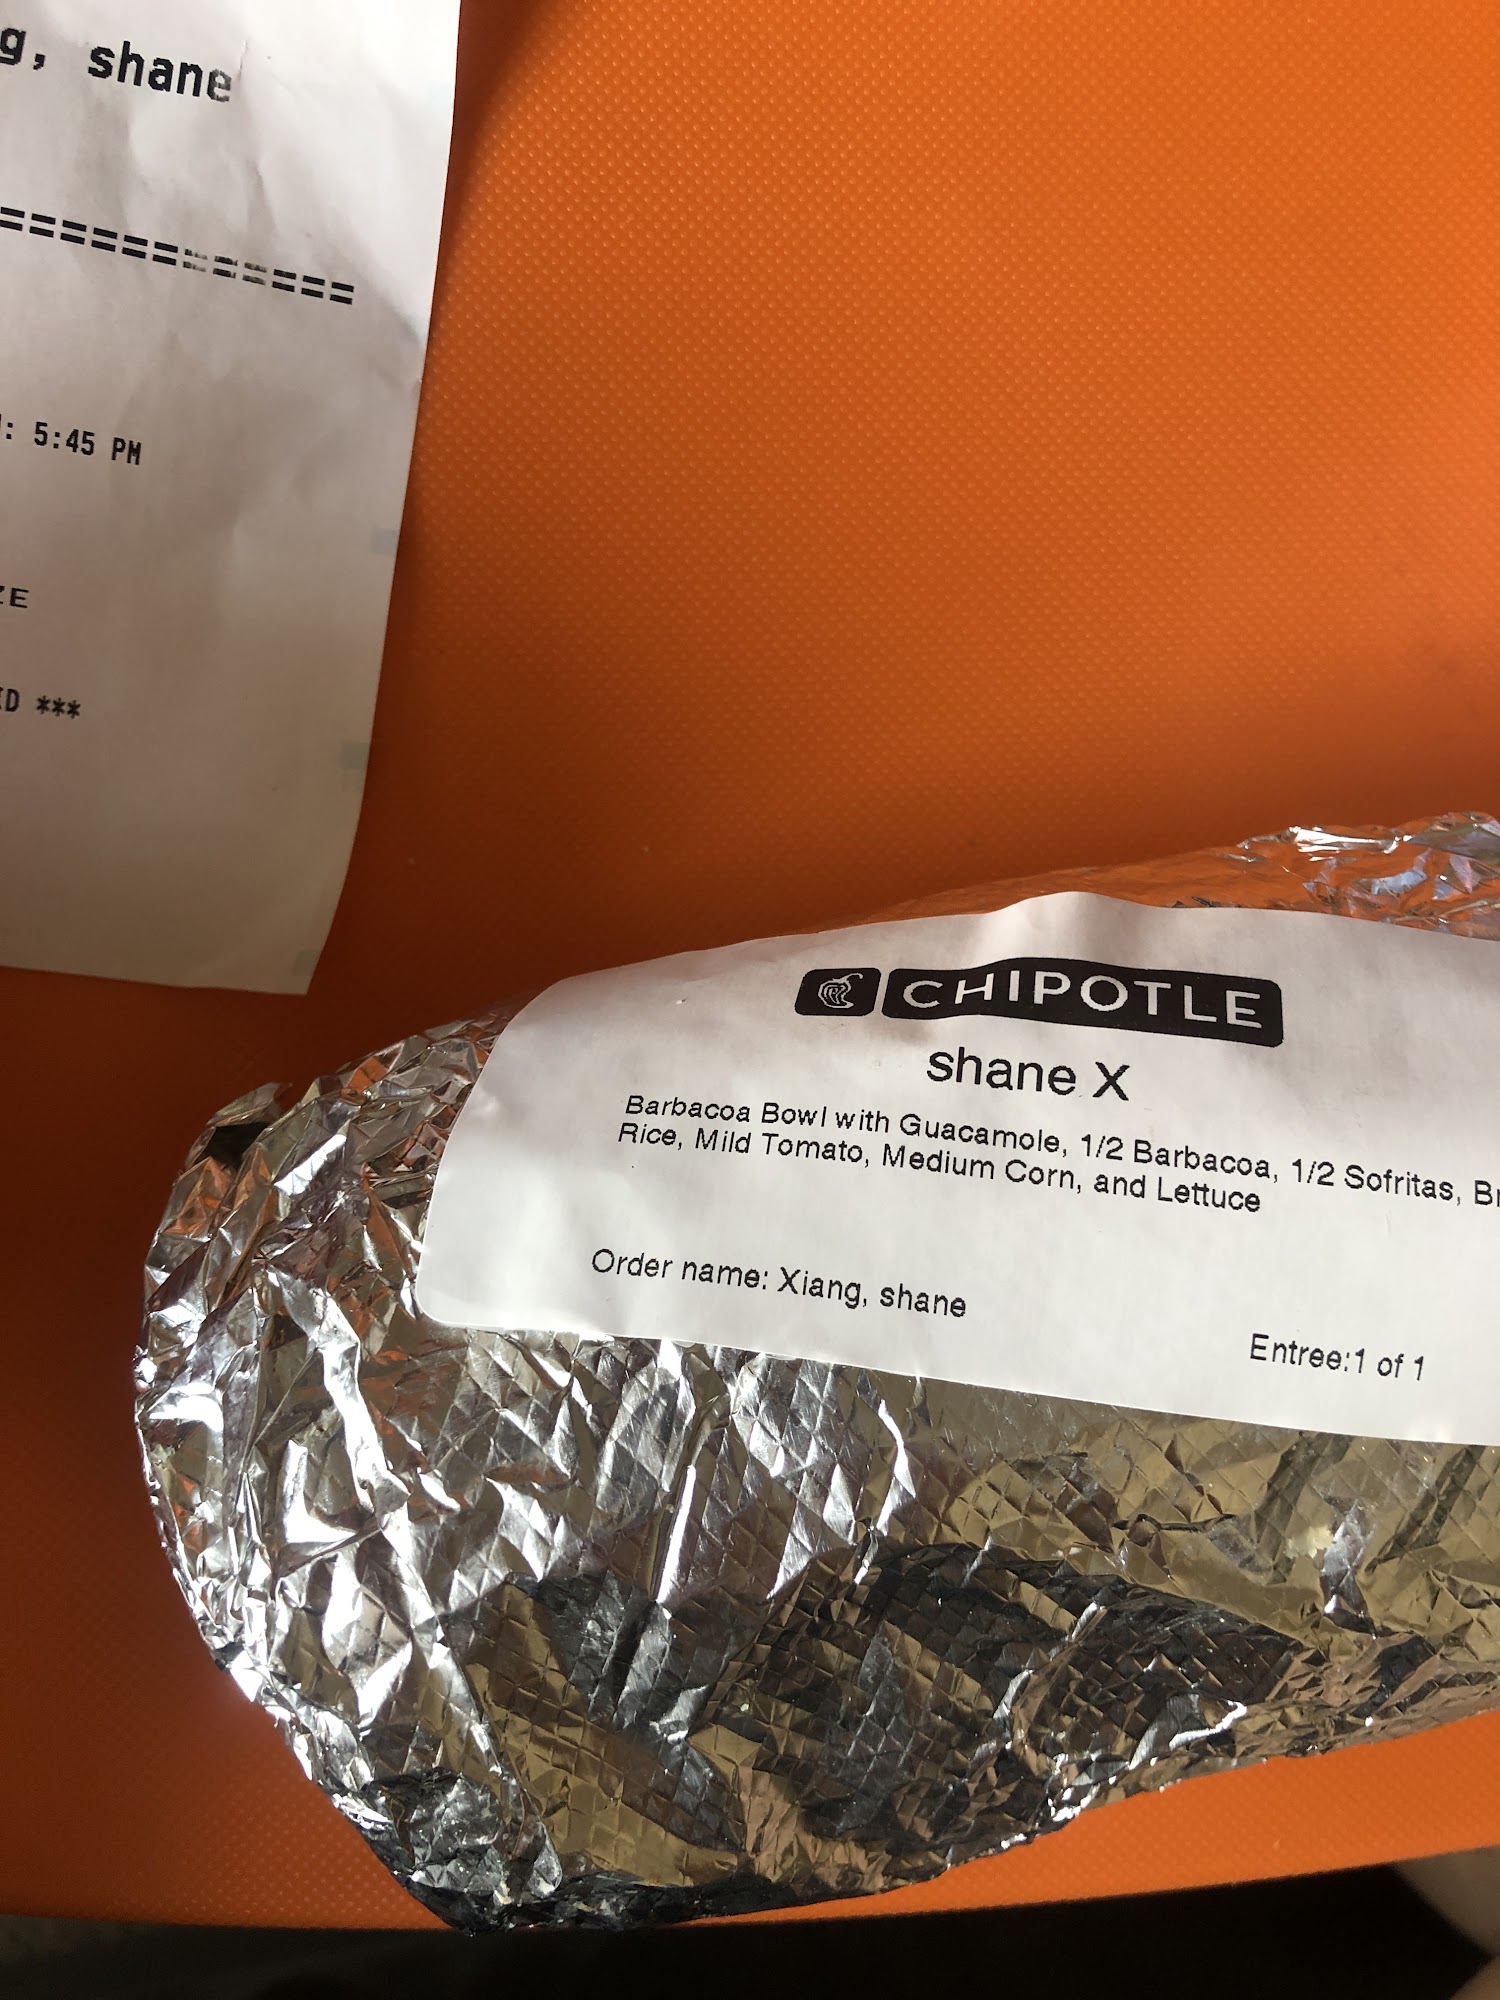 g, shane
=======================
: 5:45 PM
ZE
ID ***
CHIPOTLE
shane X
Barbacoa Bowl with Guacamole, 1/2 Barbacoa, 1/2 Sofritas,
Rice, Mild Tomato, Medium Corn, and Lettuce
Order name: Xiang, shane
Entree:1 of 1